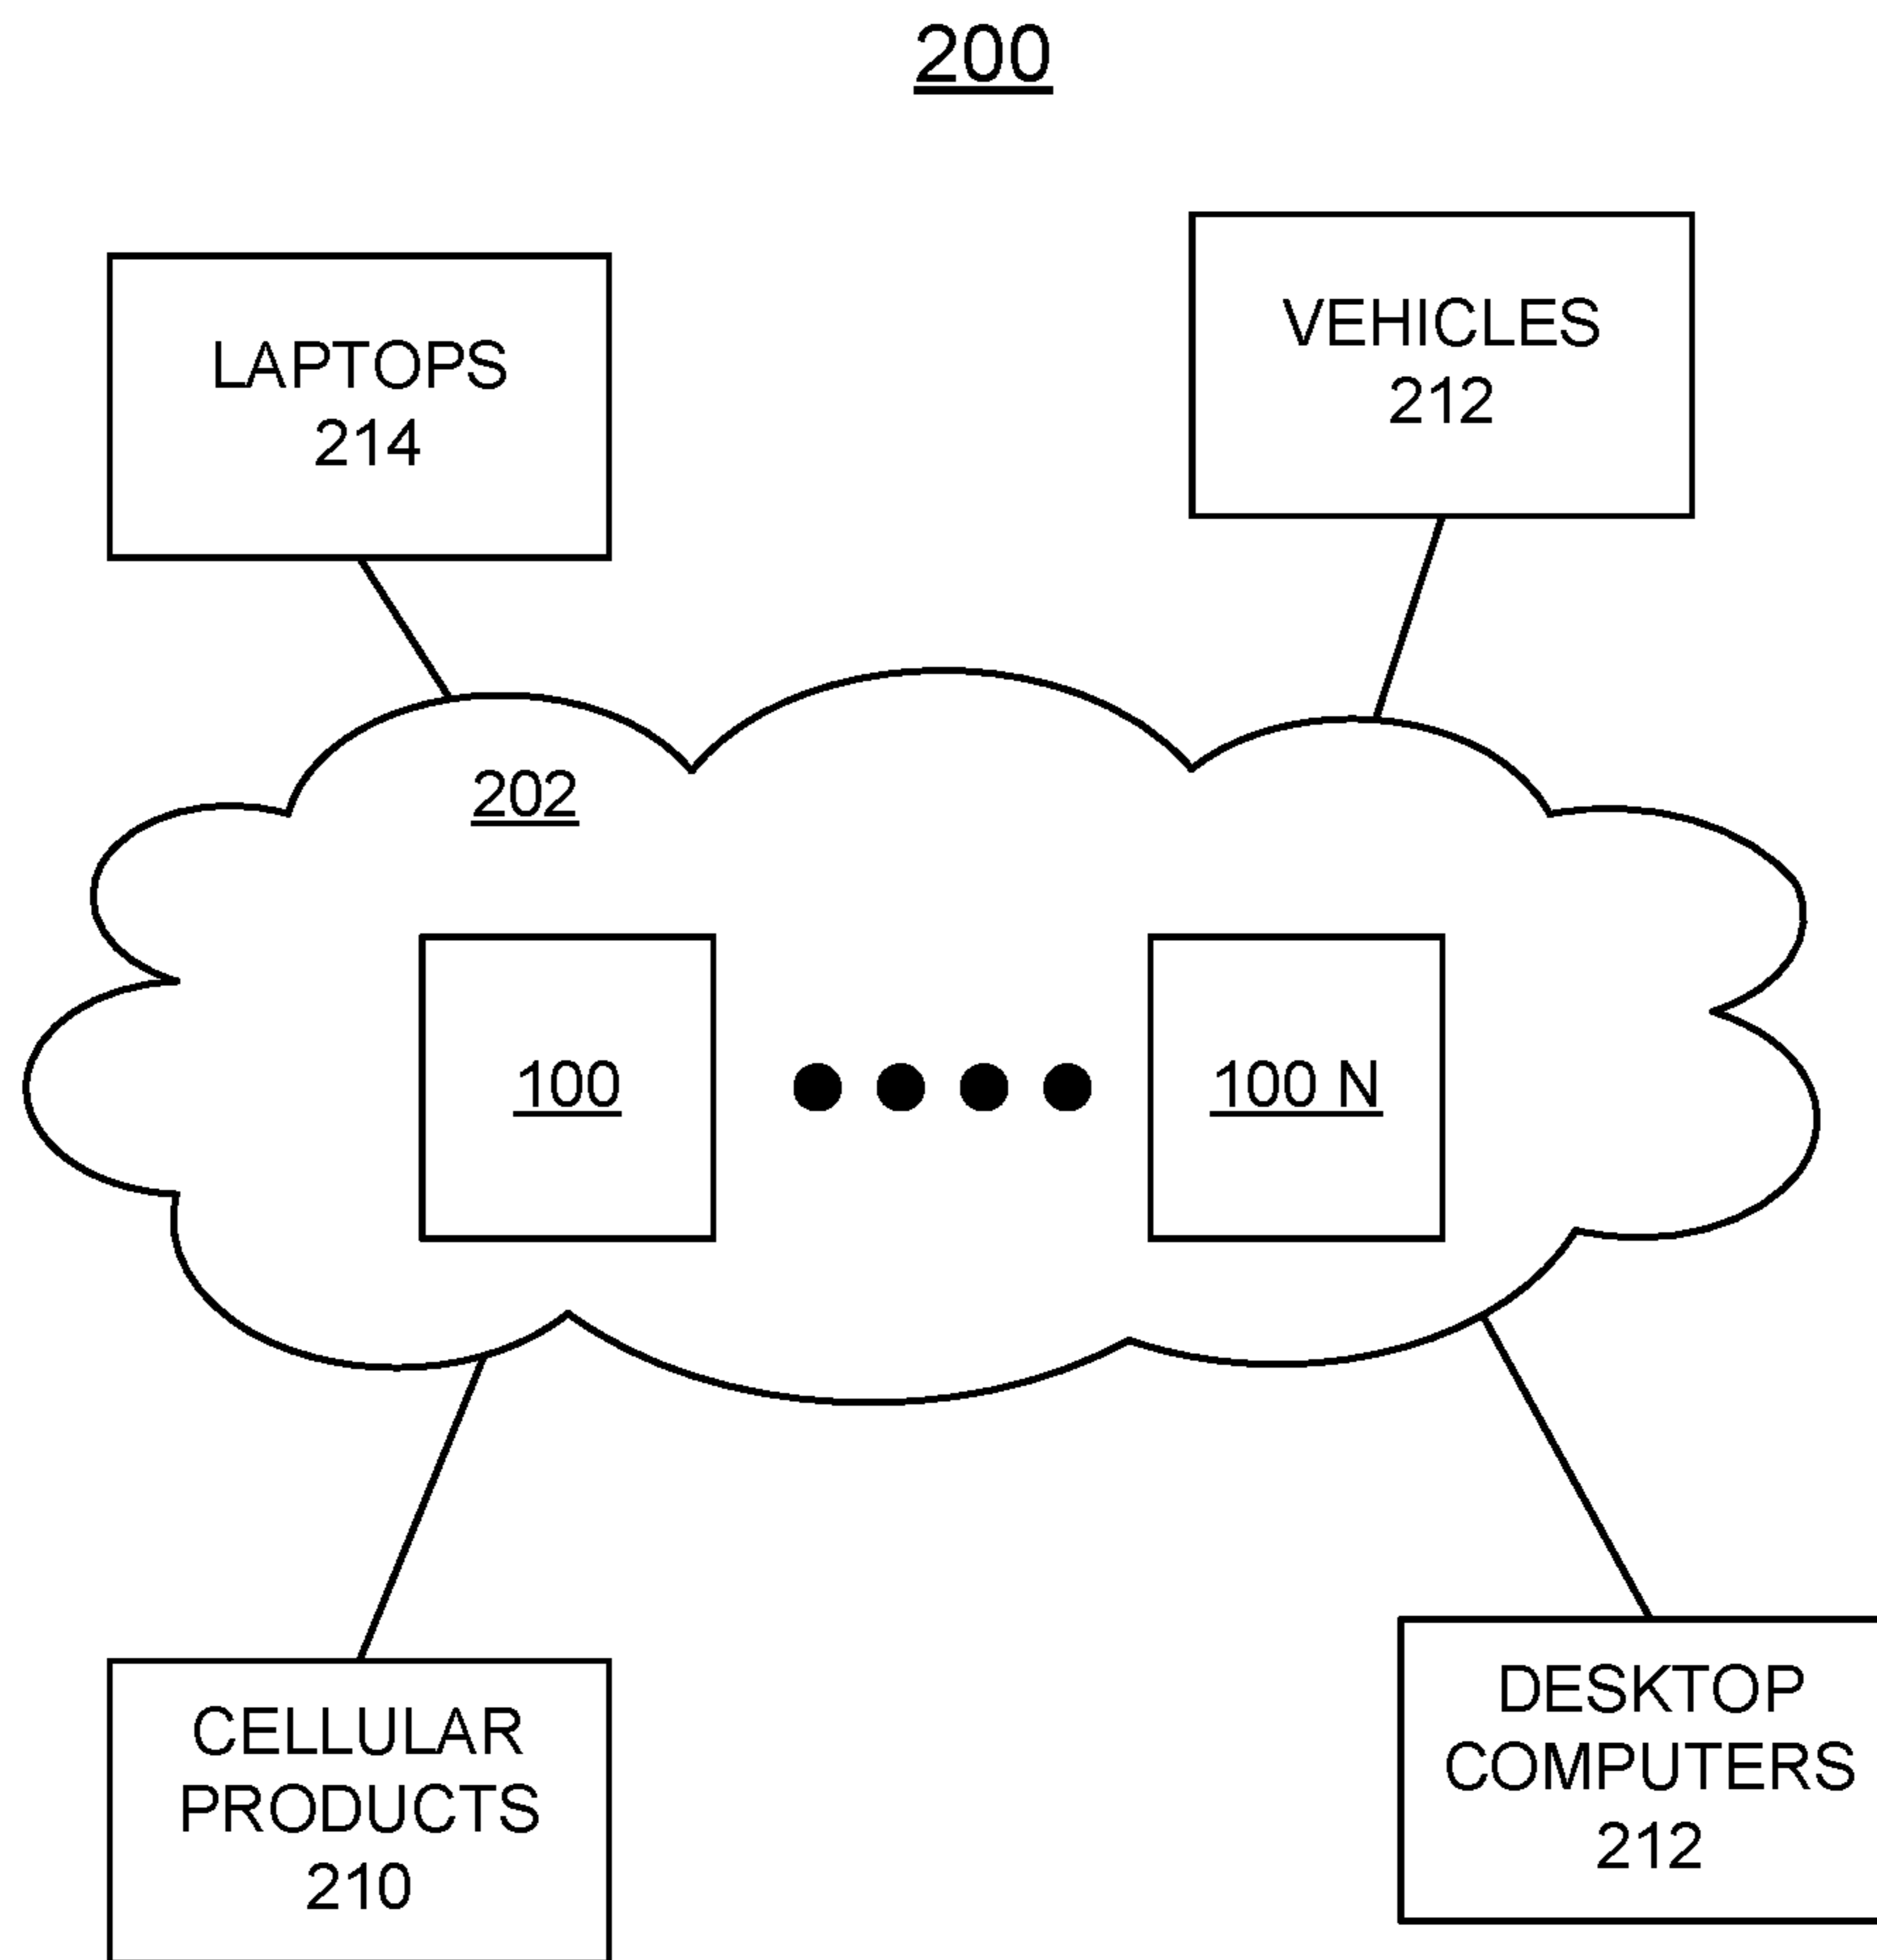 200
LAPTOPS
214
VEHICLES
212
202
100
100 N
CELLULAR
PRODUCTS
210
DESKTOP
COMPUTERS
212